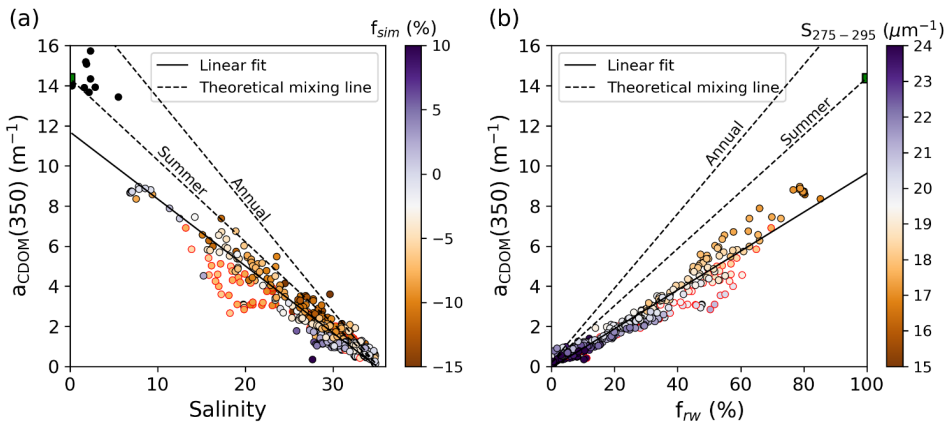 (a)
f_sim (%)
Linear fit
Theoretical mixing line
Summer
Annual
a_CDOM(350) (m⁻¹)
16
14
12
10
8
6
4
2
0
0
10
20
30
Salinity
10
5
0
−5
−10
−15
(b)
S_275−295 (μm⁻¹)
Linear fit
Theoretical mixing line
Annual
Summer
a_CDOM(350) (m⁻¹)
16
14
12
10
8
6
4
2
0
0
20
40
60
80
100
f_rw (%)
24
23
22
21
20
19
18
17
16
15